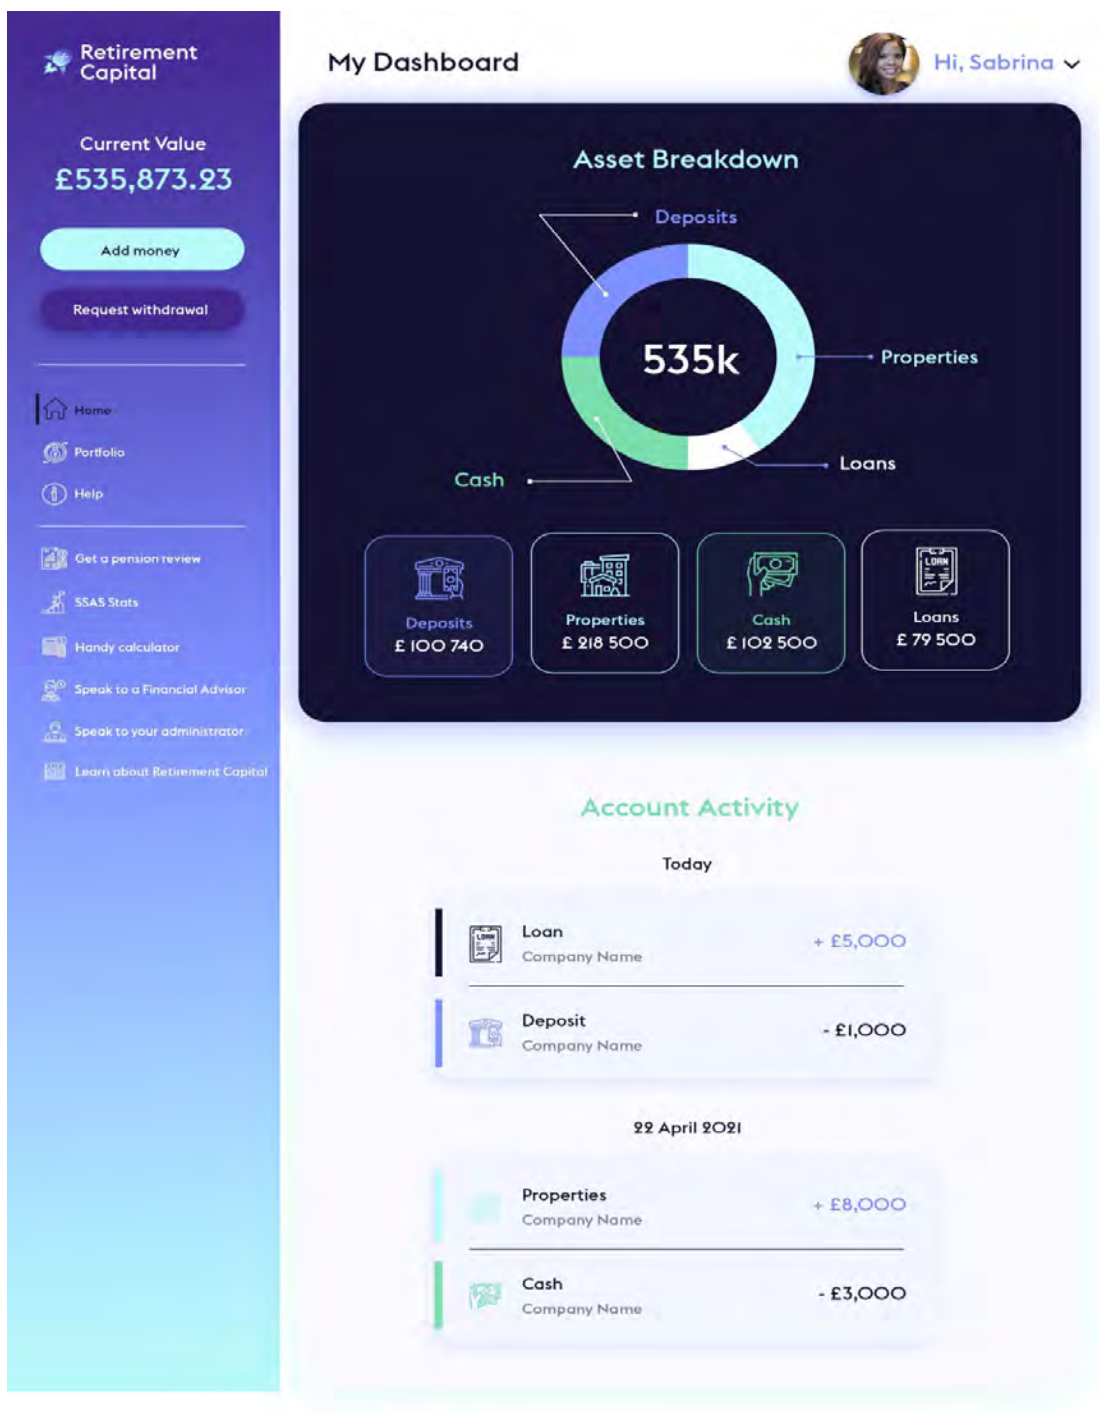 Retirement
Capital
Current Value
£535,873.23
Add money
Request withdrawal
Home
Portfolio
Help
Get a pension review
SSAS Stats
Handy calculator
Speak to a Financial Advisor
Speak to your administrator
Learn about Retirement Capital
My Dashboard
Hi, Sabrina
Asset Breakdown
Deposits
535k
Properties
Loans
Cash
Deposits
£ 100 740
Properties
£ 218 500
Cash
£ 102 500
LOAN
Loans
£ 79 500
Account Activity
Today
LOAN
Loan
Company Name
+ £5,000
Deposit
Company Name
- £1,000
22 April 2021
Properties
Company Name
+ £8,000
Cash
Company Name
- £3,000